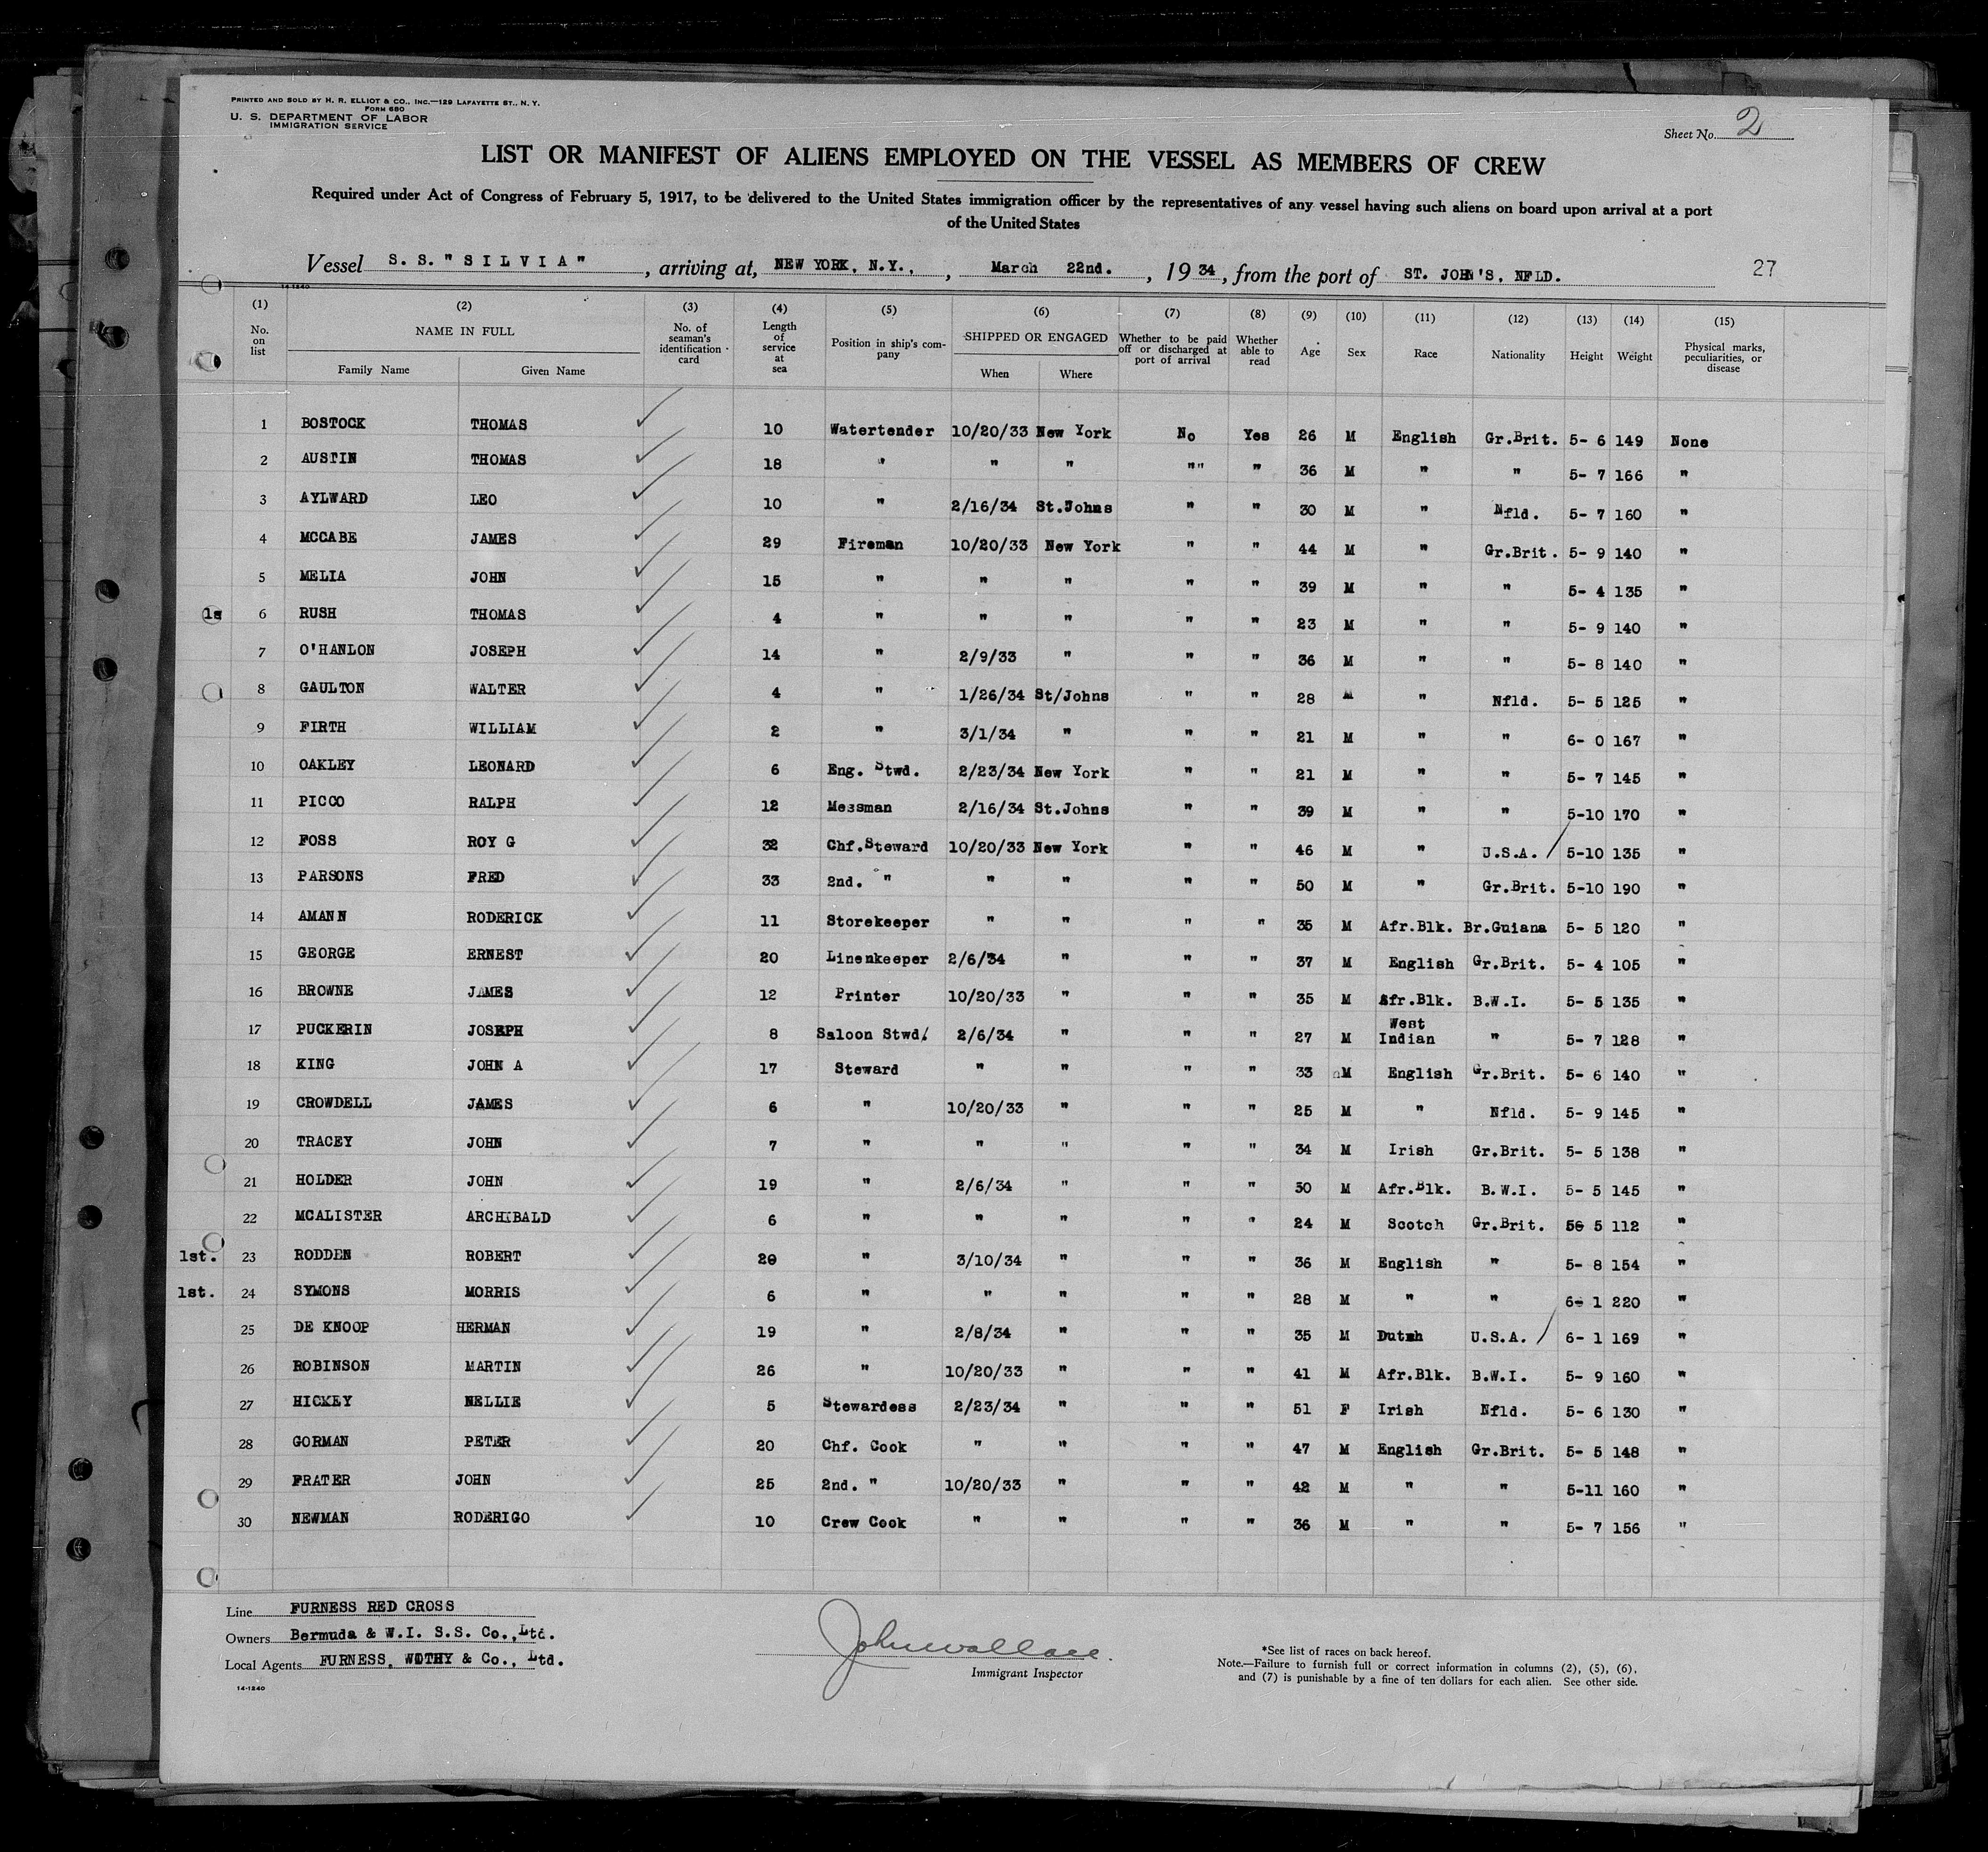 PRINTED AND SOLD BY H. R. ELLIOT & CO., INC.—129 LAFAYETTE ST., N. Y.
FORM 680
U. S. DEPARTMENT OF LABOR
IMMIGRATION SERVICE
Sheet No. 2
LIST OR MANIFEST OF ALIENS EMPLOYED ON THE VESSEL AS MEMBERS OF CREW
Required under Act of Congress of February 5, 1917, to be delivered to the United States immigration officer by the representatives of any vessel having such aliens on board upon arrival at a port
of the United States
Vessel S. S. " S I L V I A " , arriving at, NEW YORK, N.Y., , March 22nd. , 19 34, from the port of ST. JOHN'S, NFLD. 27
14-1240
(1) (2) (3) (4) (5) (6) (7) (8) (9) (10) (11) (12) (13) (14) (15)
No. on list NAME IN FULL Family Name Given Name No. of seaman's identification card Length of service at sea Position in ship's company SHIPPED OR ENGAGED When Where Whether to be paid off or discharged at port of arrival Whether able to read Age Sex Race Nationality Height Weight Physical marks, peculiarities, or disease
1 BOSTOCK THOMAS 10 Watertender 10/20/33 New York No Yes 26 M English Gr.Brit. 5- 6 149 None
2 AUSTIN THOMAS 18 " " " "" " 36 M " " 5- 7 166 "
3 AYLWARD LEO 10 " 2/16/34 St.Johns " " 30 M " Nfld. 5- 7 160 "
4 MCCABE JAMES 29 Fireman 10/20/33 New York " " 44 M " Gr.Brit. 5- 9 140 "
5 MELIA JOHN 15 " " " " " 39 M " " 5- 4 135 "
1s 6 RUSH THOMAS 4 " " " " " 23 M " " 5- 9 140 "
7 O'HANLON JOSEPH 14 " 2/9/33 " " " 36 M " " 5- 8 140 "
8 GAULTON WALTER 4 " 1/26/34 St/Johns " " 28 M " Nfld. 5- 5 125 "
9 FIRTH WILLIAM 2 " 3/1/34 " " " 21 M " " 6- 0 167 "
10 OAKLEY LEONARD 6 Eng. Stwd. 2/23/34 New York " " 21 M " " 5- 7 145 "
11 PICCO RALPH 12 Messman 2/16/34 St.Johns " " 39 M " " 5-10 170 "
12 FOSS ROY G 32 Chf.Steward 10/20/33 New York " " 46 M " U.S.A. / 5-10 135 "
13 PARSONS FRED 33 2nd. " " " " " 50 M " Gr.Brit. 5-10 190 "
14 AMANN RODERICK 11 Storekeeper " " " " 35 M Afr.Blk. Br.Guiana 5- 5 120 "
15 GEORGE ERNEST 20 Linenkeeper 2/6/34 " " " 37 M English Gr.Brit. 5- 4 105 "
16 BROWNE JAMES 12 Printer 10/20/33 " " " 35 M Afr.Blk. B.W.I. 5- 5 135 "
17 PUCKERIN JOSEPH 8 Saloon Stwd/ 2/6/34 " " " 27 M West Indian " 5- 7 128 "
18 KING JOHN A 17 Steward " " " " 33 M English Gr.Brit. 5- 6 140 "
19 CROWDELL JAMES 6 " 10/20/33 " " " 25 M " Nfld. 5- 9 145 "
20 TRACEY JOHN 7 " " " " " 34 M Irish Gr.Brit. 5- 5 138 "
21 HOLDER JOHN 19 " 2/6/34 " " " 30 M Afr.Blk. B.W.I. 5- 5 145 "
22 MCALISTER ARCHIBALD 6 " " " " " 24 M Scotch Gr.Brit. 5 112 "
1st. 23 RODDEN ROBERT 20 " 3/10/34 " " " 36 M English " 5- 8 154 "
1st. 24 SYMONS MORRIS 6 " " " " " 28 M " " 6- 1 220 "
25 DE KNOOP HERMAN 19 " 2/8/34 " " " 35 M Dutch U.S.A. / 6- 1 169 "
26 ROBINSON MARTIN 26 " 10/20/33 " " " 41 M Afr.Blk. B.W.I. 5- 9 160 "
27 HICKEY NELLIE 5 Stewardess 2/23/34 " " " 51 F Irish Nfld. 5- 6 130 "
28 GORMAN PETER 20 Chf. Cook " " " " 47 M English Gr.Brit. 5- 5 148 "
29 FRATER JOHN 25 2nd. " 10/20/33 " " " 42 M " " 5-11 160 "
30 NEWMAN RODERIGO 10 Crew Cook " " " " 36 M " " 5- 7 156 "
Line FURNESS RED CROSS
Owners Bermuda & W.I. S.S. Co.,Ltd.
Local Agents FURNESS, WITHY & Co., Ltd.
14-1240
John Wallace.
Immigrant Inspector
*See list of races on back hereof.
Note.—Failure to furnish full or correct information in columns (2), (5), (6),
and (7) is punishable by a fine of ten dollars for each alien. See other side.